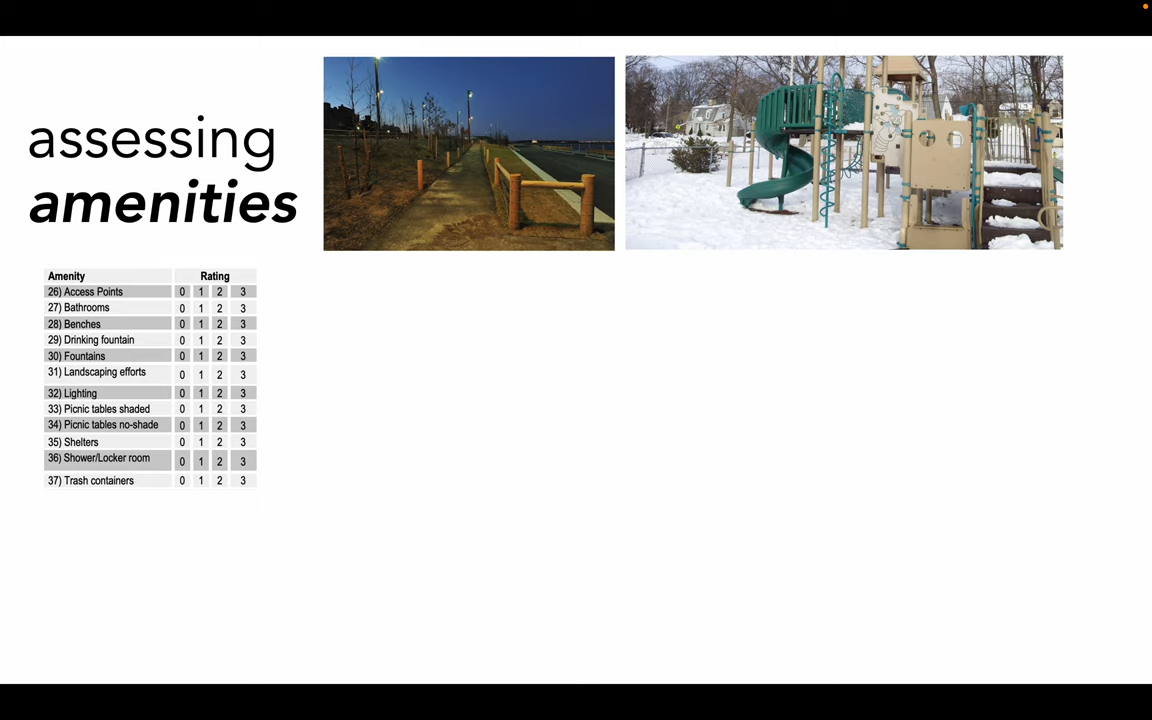 assessing
amenities
Amenity Rating
26) Access Points 0 1 2 3
27) Bathrooms 0 1 2 3
28) Benches 0 1 2 3
29) Drinking fountain 0 1 2 3
30) Fountains 0 1 2 3
31) Landscaping efforts 0 1 2 3
32) Lighting 0 1 2 3
33) Picnic tables shaded 0 1 2 3
34) Picnic tables no-shade 0 1 2 3
35) Shelters 0 1 2 3
36) Shower/Locker room 0 1 2 3
37) Trash containers 0 1 2 3